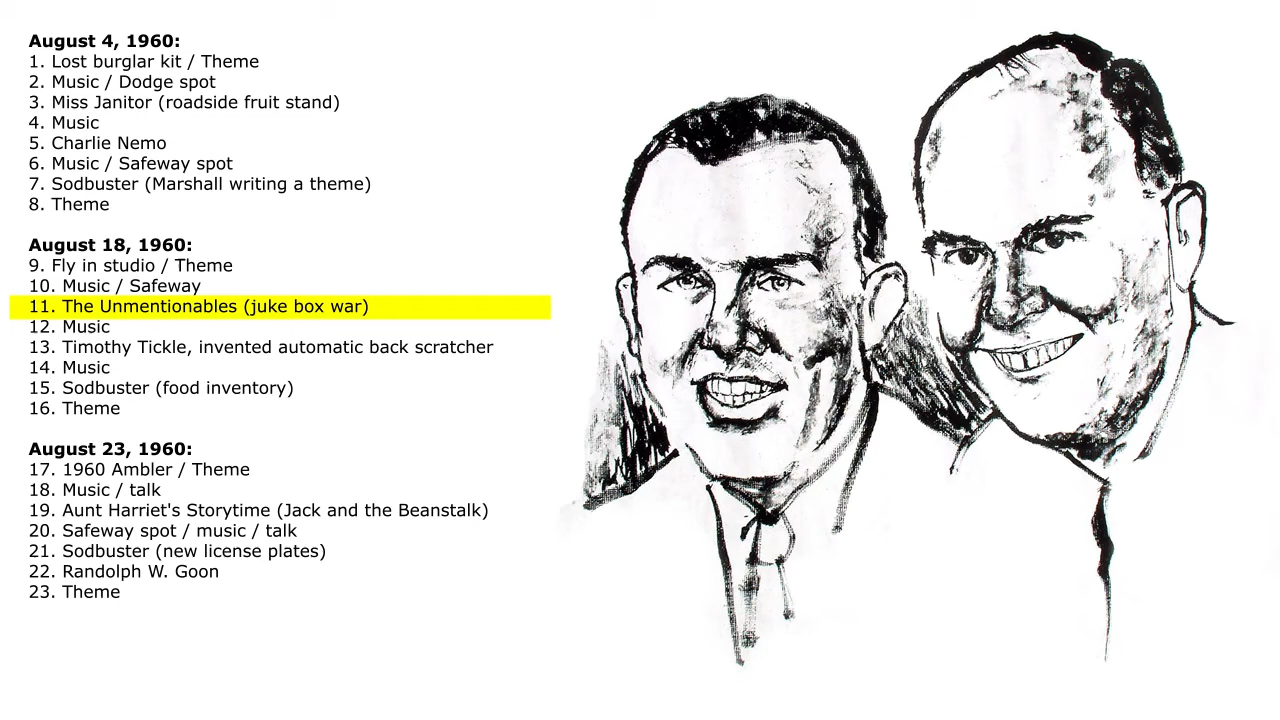 August 4, 1960:
1. Lost burglar kit / Theme
2. Music / Dodge spot
3. Miss Janitor (roadside fruit stand)
4. Music
5. Charlie Nemo
6. Music / Safeway spot
7. Sodbuster (Marshall writing a theme)
8. Theme
August 18, 1960:
9. Fly in studio / Theme
10. Music / Safeway
11. The Unmentionables (juke box war)
12. Music
13. Timothy Tickle, invented automatic back scratcher
14. Music
15. Sodbuster (food inventory)
16. Theme
August 23, 1960:
17. 1960 Ambler / Theme
18. Music / talk
19. Aunt Harriet's Storytime (Jack and the Beanstalk)
20. Safeway spot / music / talk
21. Sodbuster (new license plates)
22. Randolph W. Goon
23. Theme